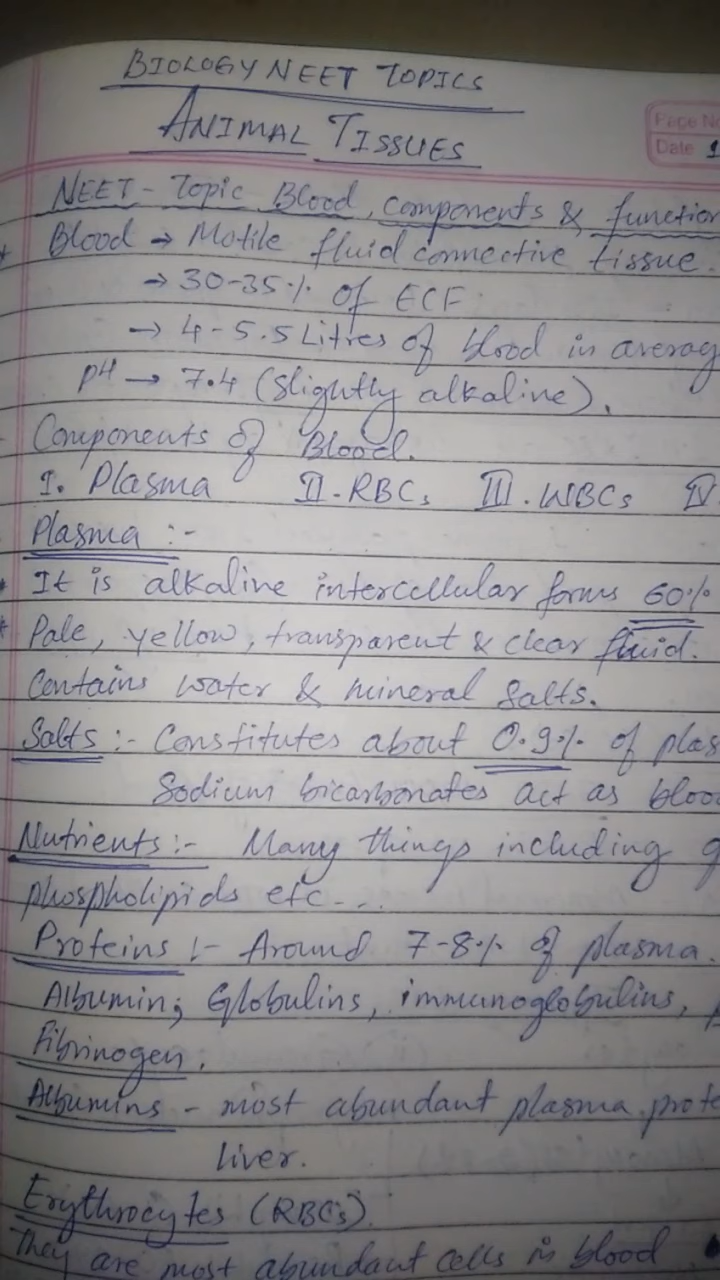 BIOLOGY NEET TOPICS
ANIMAL TISSUES
Page No
Date 1
NEET - Topic Blood, components & function
Blood → Motile fluid connective tissue.
→ 30-35% of ECF
→ 4-5.5 Litres of blood in averag
pH → 7.4 (slightly alkaline).
Components of Blood.
I. Plasma II. RBCs III. WBCs IV
Plasma :-
* It is alkaline intercellular forms 60%
* Pale, yellow, transparent & clear fluid.
Contains water & mineral salts.
Salts :- Constitutes about 0.9% of plas
Sodium bicarbonates act as bloo
Nutrients :- Many things including g
phospholipids etc...
Proteins :- Around 7-8% of plasma.
Albumin; Globulins, immunoglobulins, p
Fibrinogen.
Albumins - most abundant plasma prote
liver.
Erythrocytes (RBCs).
They are most abundant cells in blood.